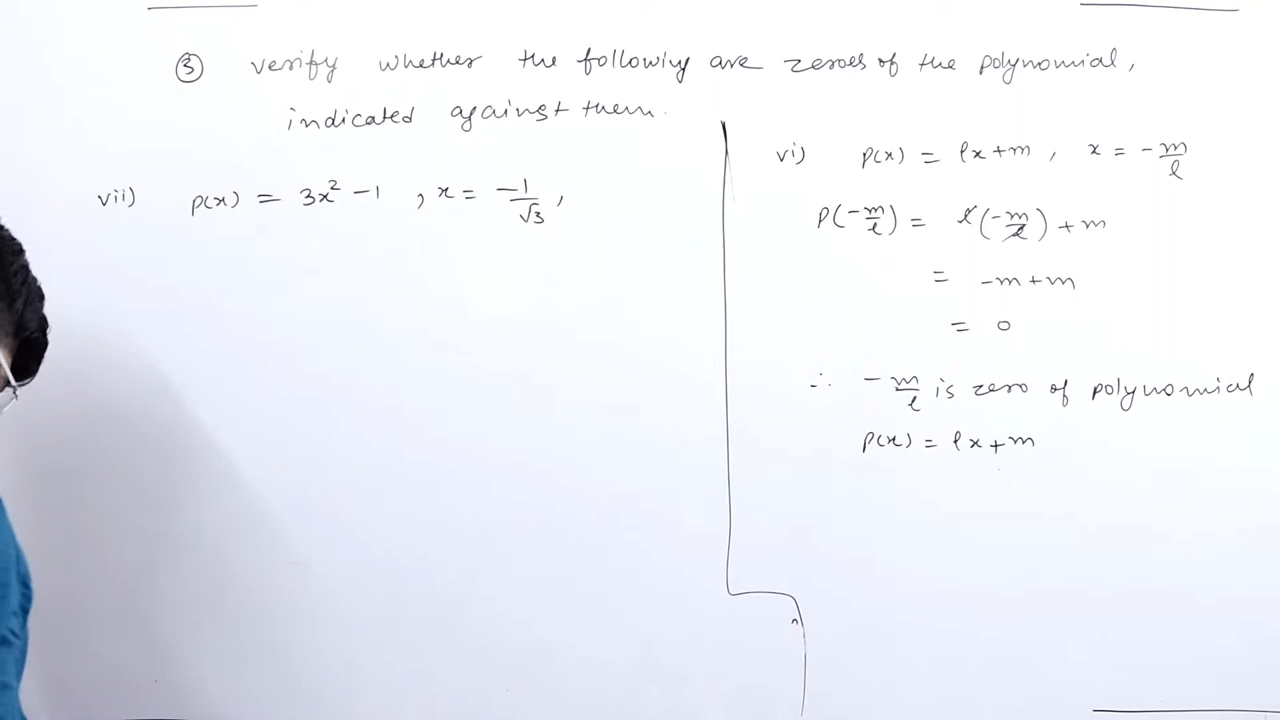 ③ verify whether the following are zeroes of the polynomial,
indicated against them.
vii) p(x) = 3x² - 1 , x = -1/√3 ,
vi) p(x) = lx+m , x = -m/l
P(-m/l) = l(-m/l) + m
= -m+m
= 0
∴ -m/l is zero of polynomial
p(x) = lx+m